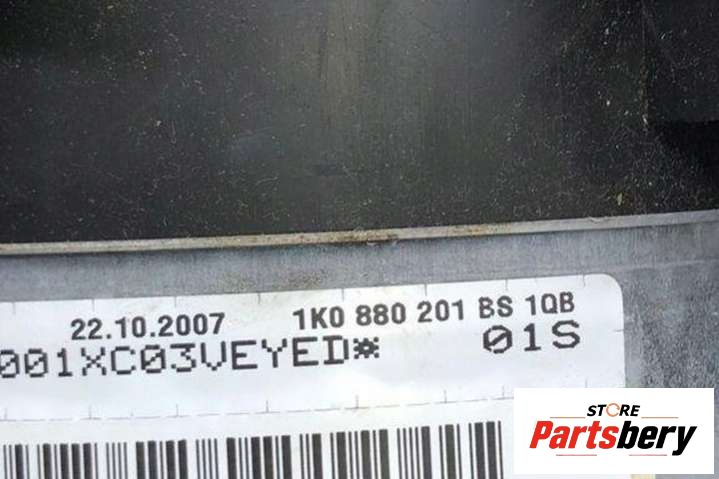 22.10.2007 1K0 880 201 BS 1QB
001XC03VEYED* 01S
STORE
Partsbery